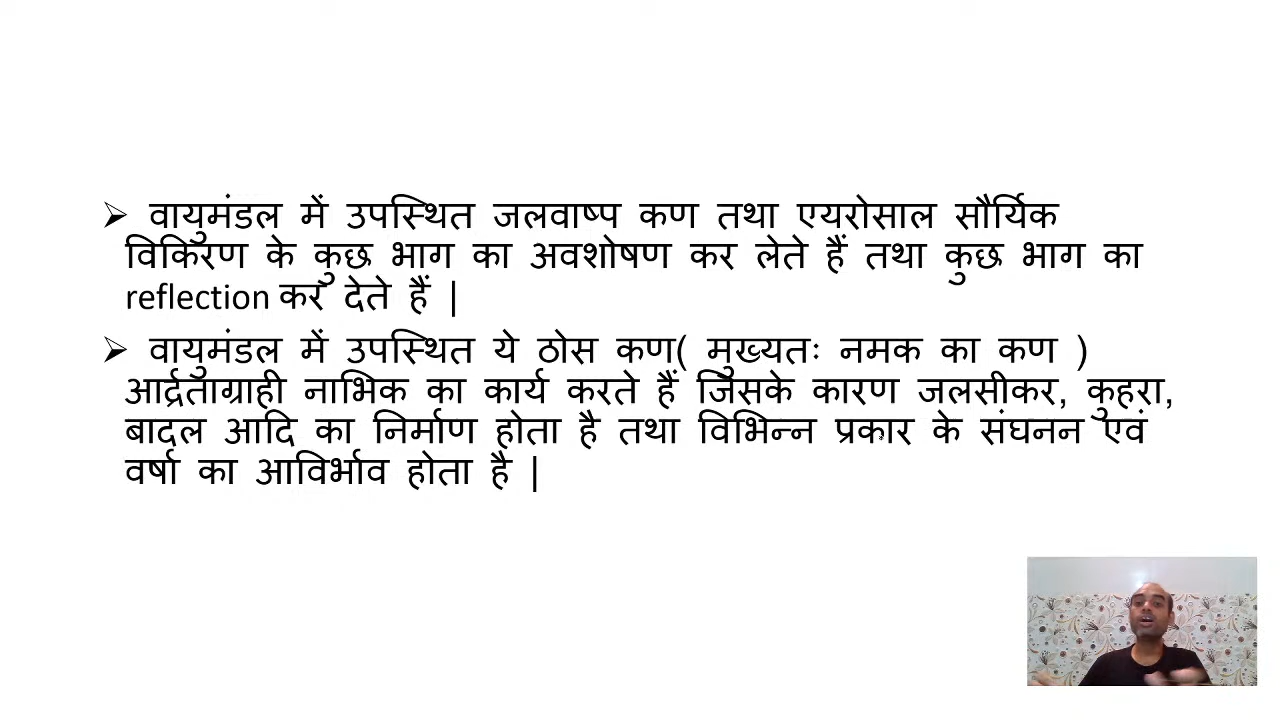 ➢ वायुमंडल में उपस्थित जलवाष्प कण तथा एयरोसाल सौर्यिक
विकिरण के कुछ भाग का अवशोषण कर लेते हैं तथा कुछ भाग का
reflection कर देते हैं |
➢ वायुमंडल में उपस्थित ये ठोस कण( मुख्यतः नमक का कण )
आर्द्रताग्राही नाभिक का कार्य करते हैं जिसके कारण जलसीकर, कुहरा,
बादल आदि का निर्माण होता है तथा विभिन्न प्रकार के संघनन एवं
वर्षा का आविर्भाव होता है |